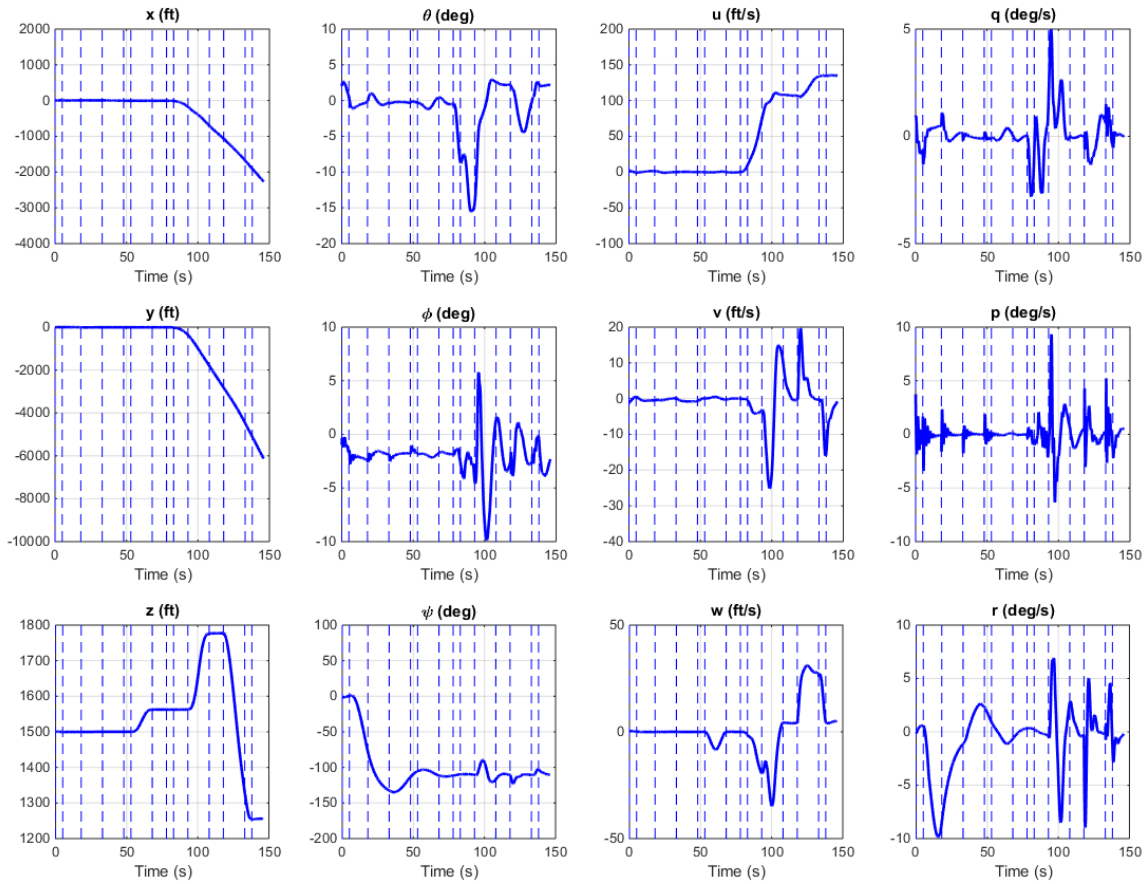 x (ft)
2000
1000
0
-1000
-2000
-3000
-4000
0 50 100 150
Time (s)
θ (deg)
10
5
0
-5
-10
-15
-20
0 50 100 150
Time (s)
u (ft/s)
200
150
100
50
0
-50
-100
0 50 100 150
Time (s)
q (deg/s)
5
0
-5
0 50 100 150
Time (s)
y (ft)
0
-2000
-4000
-6000
-8000
-10000
0 50 100 150
Time (s)
ϕ (deg)
10
5
0
-5
-10
0 50 100 150
Time (s)
v (ft/s)
20
10
0
-10
-20
-30
-40
0 50 100 150
Time (s)
p (deg/s)
10
5
0
-5
-10
0 50 100 150
Time (s)
z (ft)
1800
1700
1600
1500
1400
1300
1200
0 50 100 150
Time (s)
ψ (deg)
100
50
0
-50
-100
-150
-200
0 50 100 150
Time (s)
w (ft/s)
50
0
-50
0 50 100 150
Time (s)
r (deg/s)
10
5
0
-5
-10
0 50 100 150
Time (s)